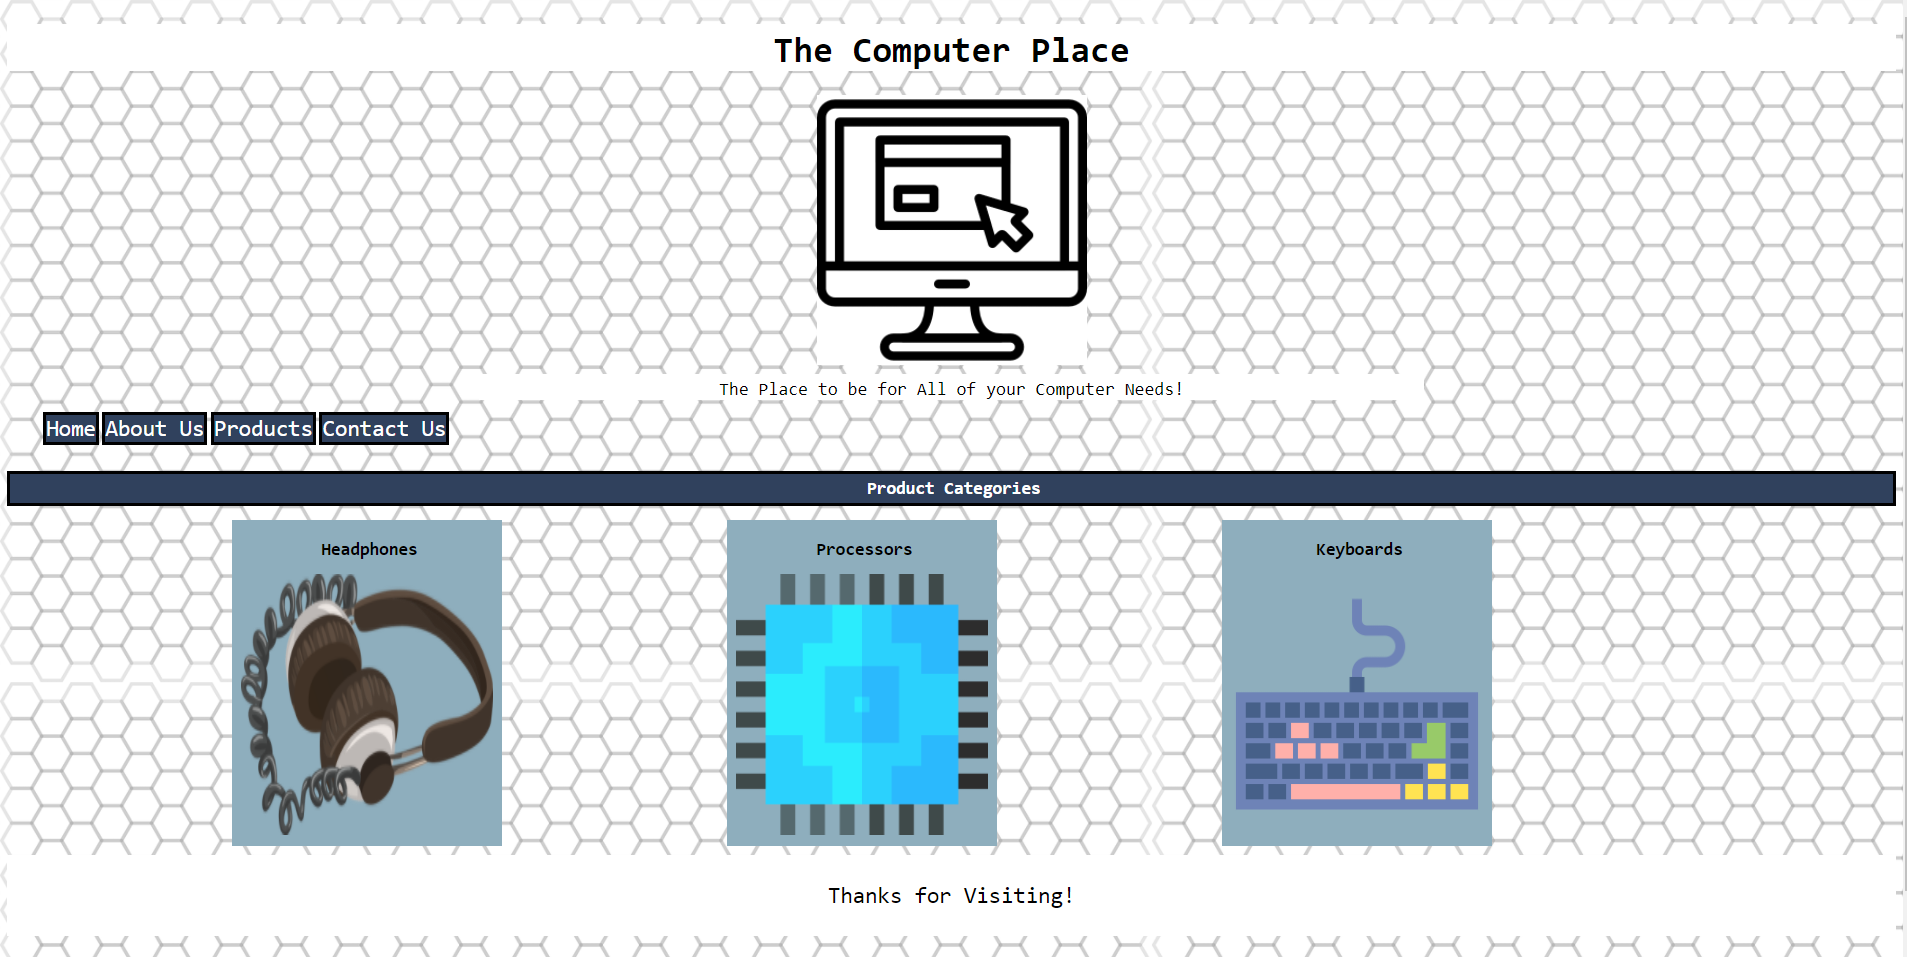 The Computer Place
The Place to be for All of your Computer Needs!
Home About Us Products Contact Us
Product Categories
Headphones Processors Keyboards
Thanks for Visiting!